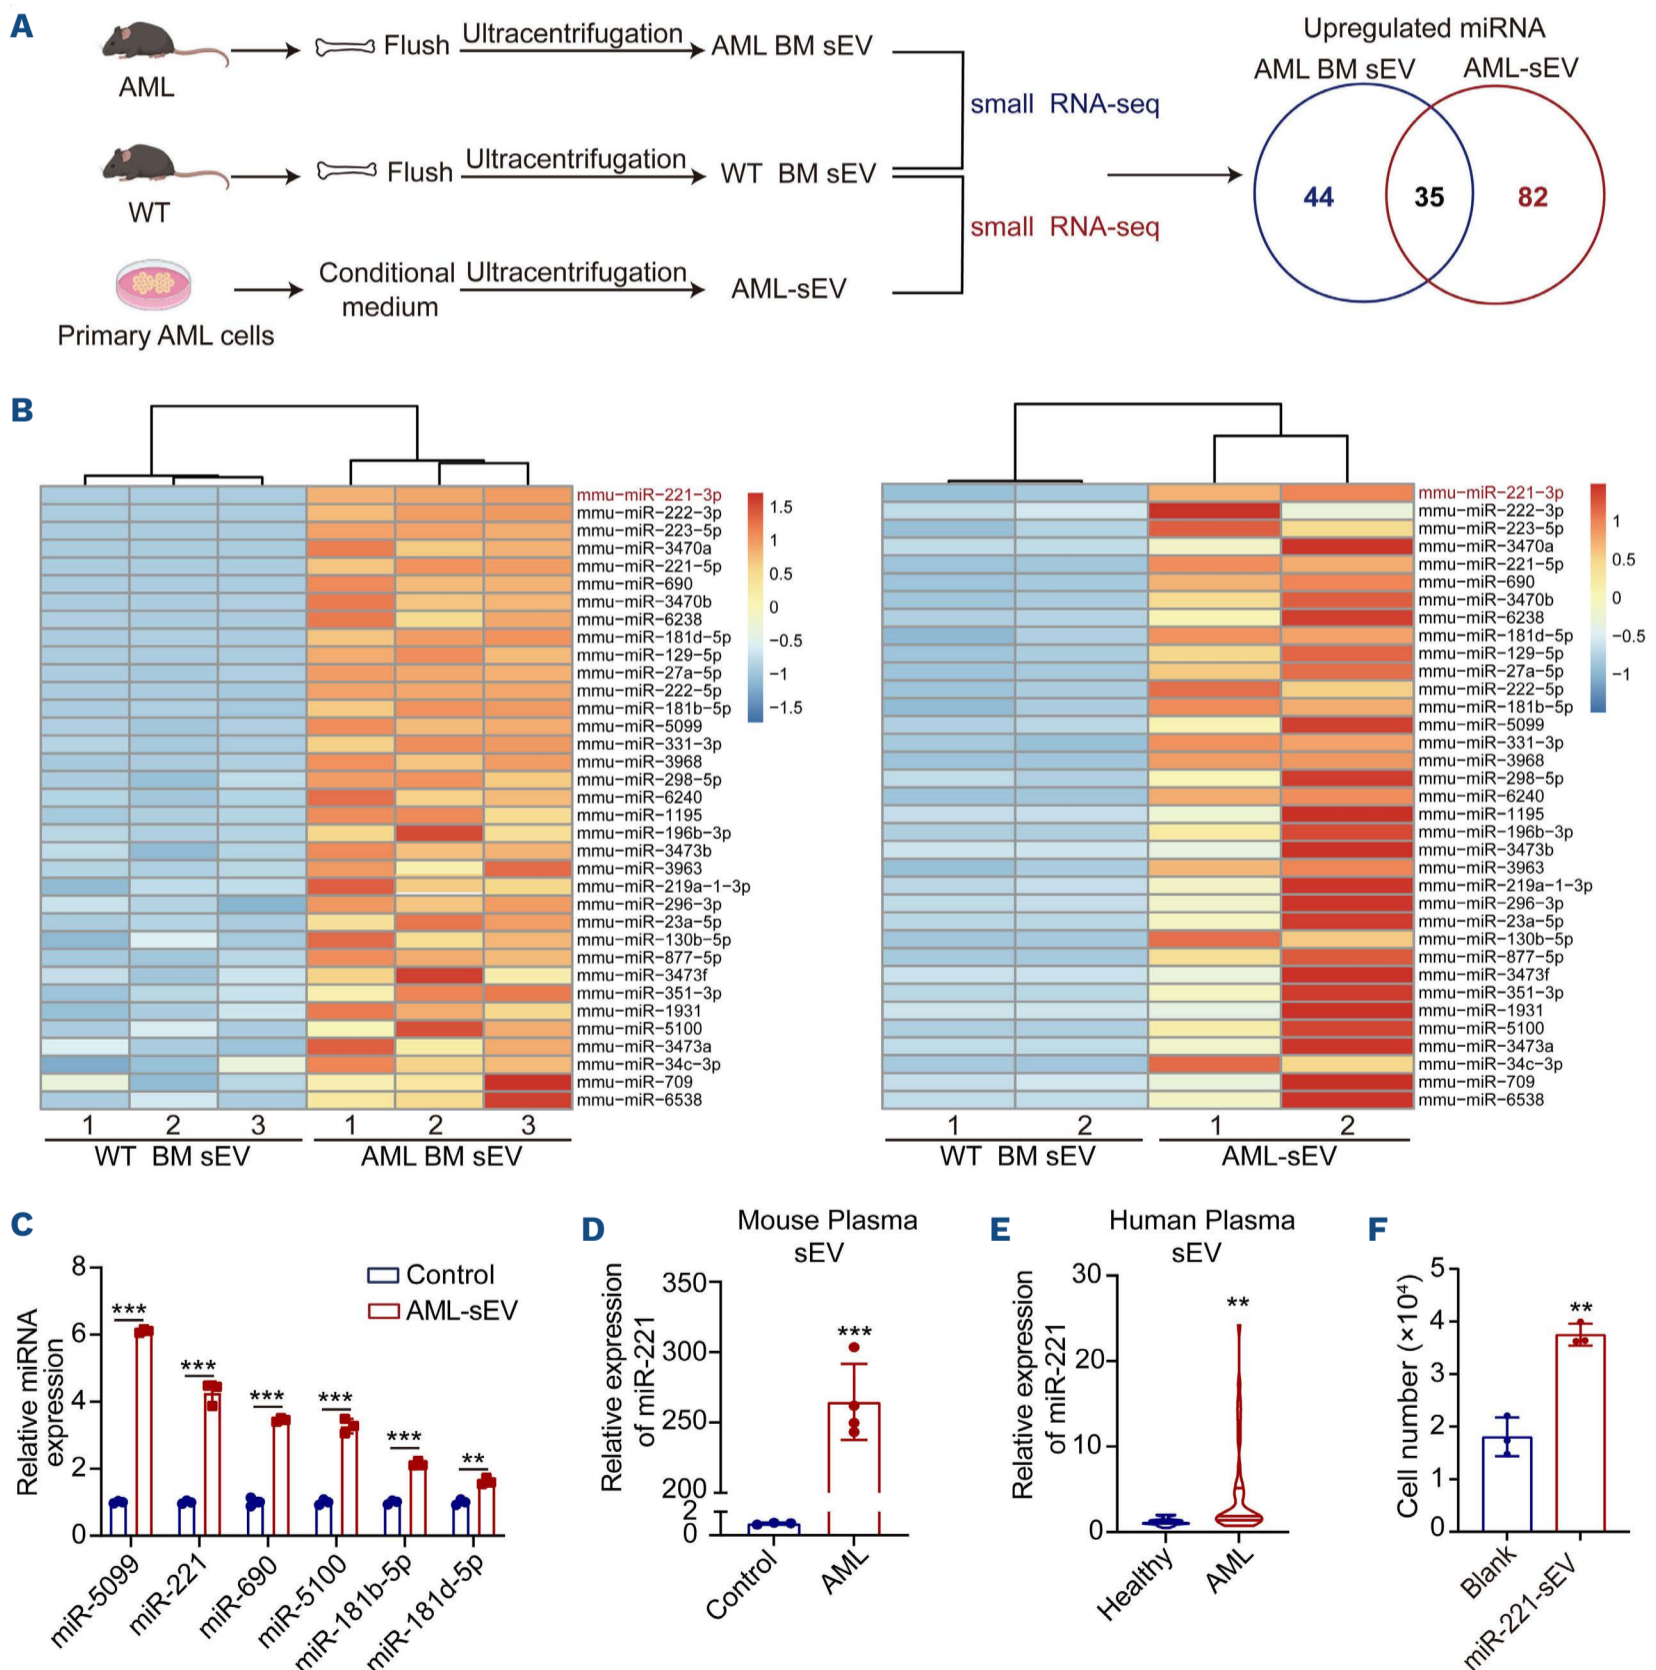 A
AML
Flush
Ultracentrifugation
AML BM sEV
WT
Flush
Ultracentrifugation
WT BM sEV
Primary AML cells
Conditional
medium
Ultracentrifugation
AML-sEV
small RNA-seq
small RNA-seq
Upregulated miRNA
AML BM sEV
AML-sEV
44
35
82
B
mmu-miR-221-3p
mmu-miR-222-3p
mmu-miR-223-5p
mmu-miR-3470a
mmu-miR-221-5p
mmu-miR-690
mmu-miR-3470b
mmu-miR-6238
mmu-miR-181d-5p
mmu-miR-129-5p
mmu-miR-27a-5p
mmu-miR-222-5p
mmu-miR-181b-5p
mmu-miR-5099
mmu-miR-331-3p
mmu-miR-3968
mmu-miR-298-5p
mmu-miR-6240
mmu-miR-1195
mmu-miR-196b-3p
mmu-miR-3473b
mmu-miR-3963
mmu-miR-219a-1-3p
mmu-miR-296-3p
mmu-miR-23a-5p
mmu-miR-130b-5p
mmu-miR-877-5p
mmu-miR-3473f
mmu-miR-351-3p
mmu-miR-1931
mmu-miR-5100
mmu-miR-3473a
mmu-miR-34c-3p
mmu-miR-709
mmu-miR-6538
1.5
1
0.5
0
-0.5
-1
-1.5
1 2 3 1 2 3
WT BM sEV AML BM sEV
mmu-miR-221-3p
mmu-miR-222-3p
mmu-miR-223-5p
mmu-miR-3470a
mmu-miR-221-5p
mmu-miR-690
mmu-miR-3470b
mmu-miR-6238
mmu-miR-181d-5p
mmu-miR-129-5p
mmu-miR-27a-5p
mmu-miR-222-5p
mmu-miR-181b-5p
mmu-miR-5099
mmu-miR-331-3p
mmu-miR-3968
mmu-miR-298-5p
mmu-miR-6240
mmu-miR-1195
mmu-miR-196b-3p
mmu-miR-3473b
mmu-miR-3963
mmu-miR-219a-1-3p
mmu-miR-296-3p
mmu-miR-23a-5p
mmu-miR-130b-5p
mmu-miR-877-5p
mmu-miR-3473f
mmu-miR-351-3p
mmu-miR-1931
mmu-miR-5100
mmu-miR-3473a
mmu-miR-34c-3p
mmu-miR-709
mmu-miR-6538
1
0.5
0
-0.5
-1
1 2 1 2
WT BM sEV AML-sEV
C
Relative miRNA
expression
8
6
4
2
0
Control
AML-sEV
***
***
***
***
***
**
miR-5099
miR-221
miR-690
miR-5100
miR-181b-5p
miR-181d-5p
D
Mouse Plasma
sEV
Relative expression
of miR-221
350
300
250
200
2
0
***
Control
AML
E
Human Plasma
sEV
Relative expression
of miR-221
30
20
10
0
**
Healthy
AML
F
Cell number (×10⁴)
5
4
3
2
1
0
**
Blank
miR-221-sEV